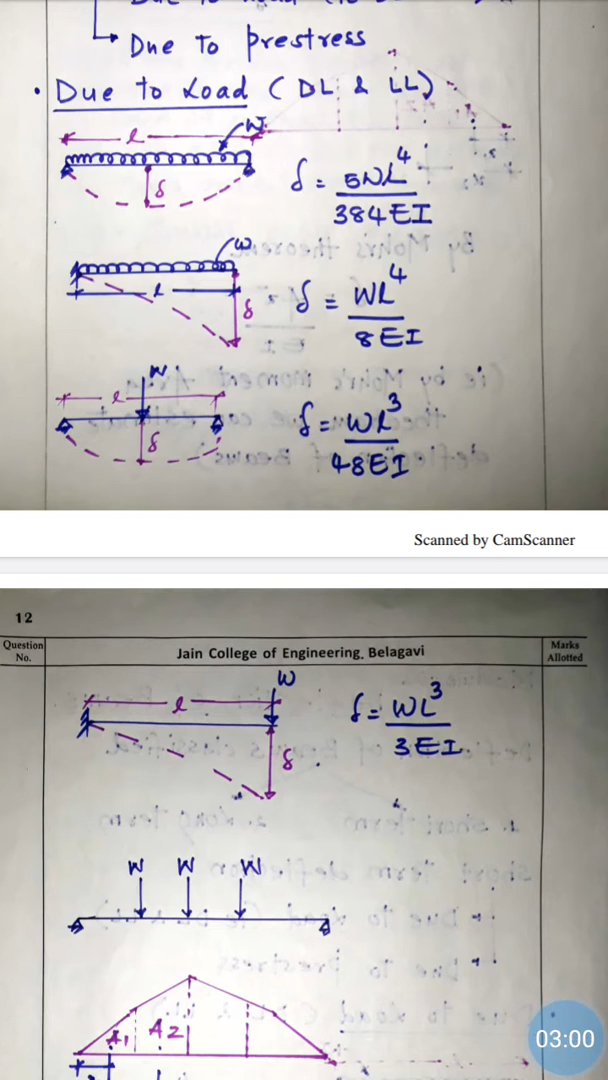 Due To prestress
• Due to Load (DL & LL)
l W
δ
δ = 5WL⁴
384EI
w
l
δ
δ = WL⁴
8EI
W
l
δ
δ = WL³
48EI
Scanned by CamScanner
12
Question No.
Jain College of Engineering, Belagavi
Marks Allotted
W
l
δ
δ = WL³
3EI
W W W
A1 A2
03:00